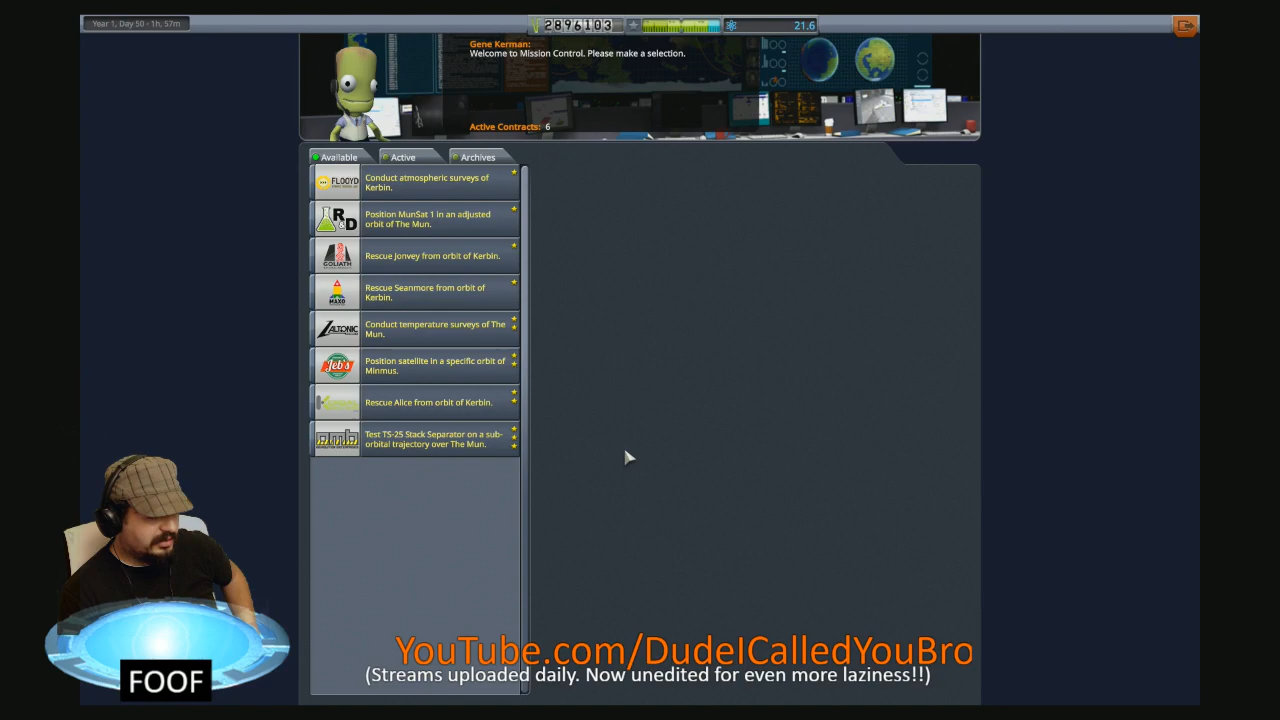 Year 1, Day 50 - 1h, 57m
2896103
21.6
Gene Kerman:
Welcome to Mission Control. Please make a selection.
Active Contracts: 6
Available
Active
Archives
FLOOYD
Conduct atmospheric surveys of
Kerbin.
R&D
Position MunSat 1 in an adjusted
orbit of The Mun.
GOLIATH
Rescue Jonvey from orbit of Kerbin.
MAXO
Rescue Seanmore from orbit of
Kerbin.
ZALTONIC
Conduct temperature surveys of The
Mun.
Jeb's
Position satellite in a specific orbit of
Minmus.
Rescue Alice from orbit of Kerbin.
Test TS-25 Stack Separator on a sub-
orbital trajectory over The Mun.
YouTube.com/DudeICalledYouBro
(Streams uploaded daily. Now unedited for even more laziness!!)
FOOF